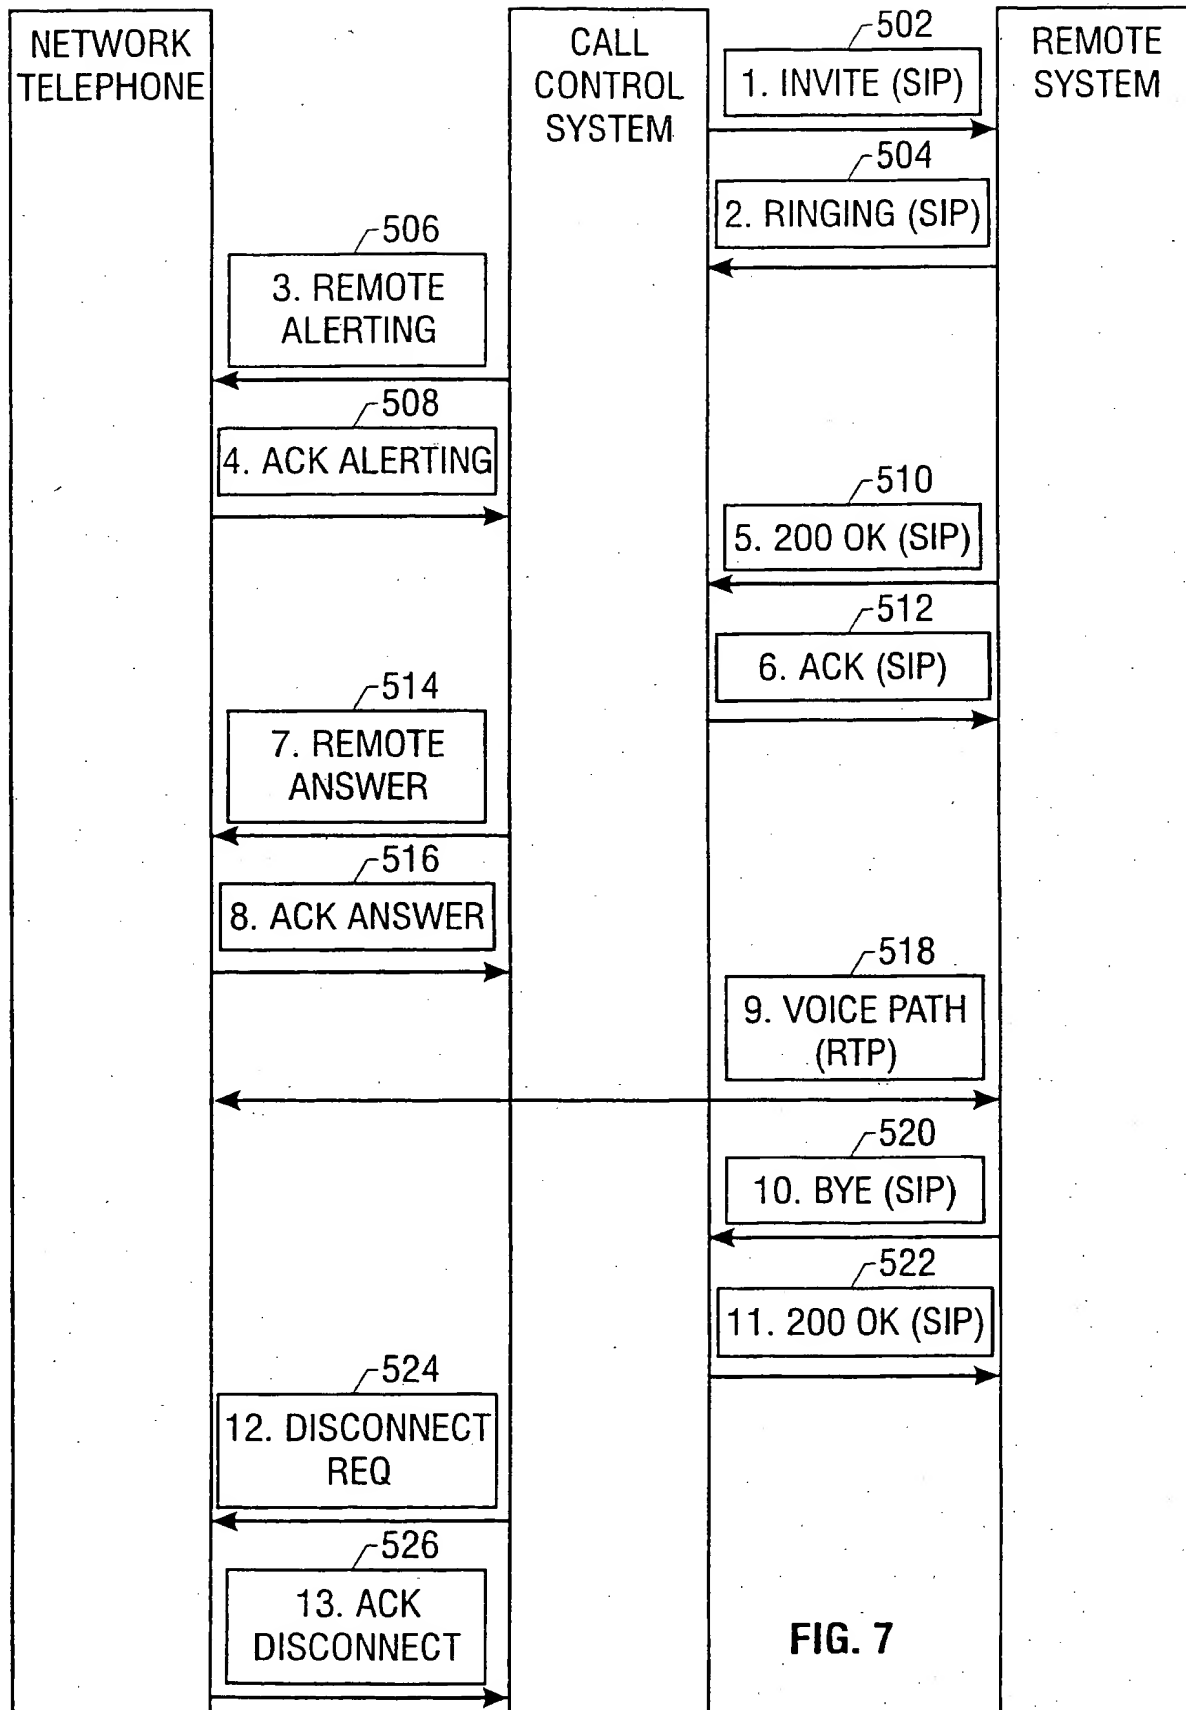 NETWORK
TELEPHONE
CALL
CONTROL
SYSTEM
REMOTE
SYSTEM
502
1. INVITE (SIP)
504
2. RINGING (SIP)
506
3. REMOTE
ALERTING
508
4. ACK ALERTING
510
5. 200 OK (SIP)
512
6. ACK (SIP)
514
7. REMOTE
ANSWER
516
8. ACK ANSWER
518
9. VOICE PATH
(RTP)
520
10. BYE (SIP)
522
11. 200 OK (SIP)
524
12. DISCONNECT
REQ
526
13. ACK
DISCONNECT
FIG. 7